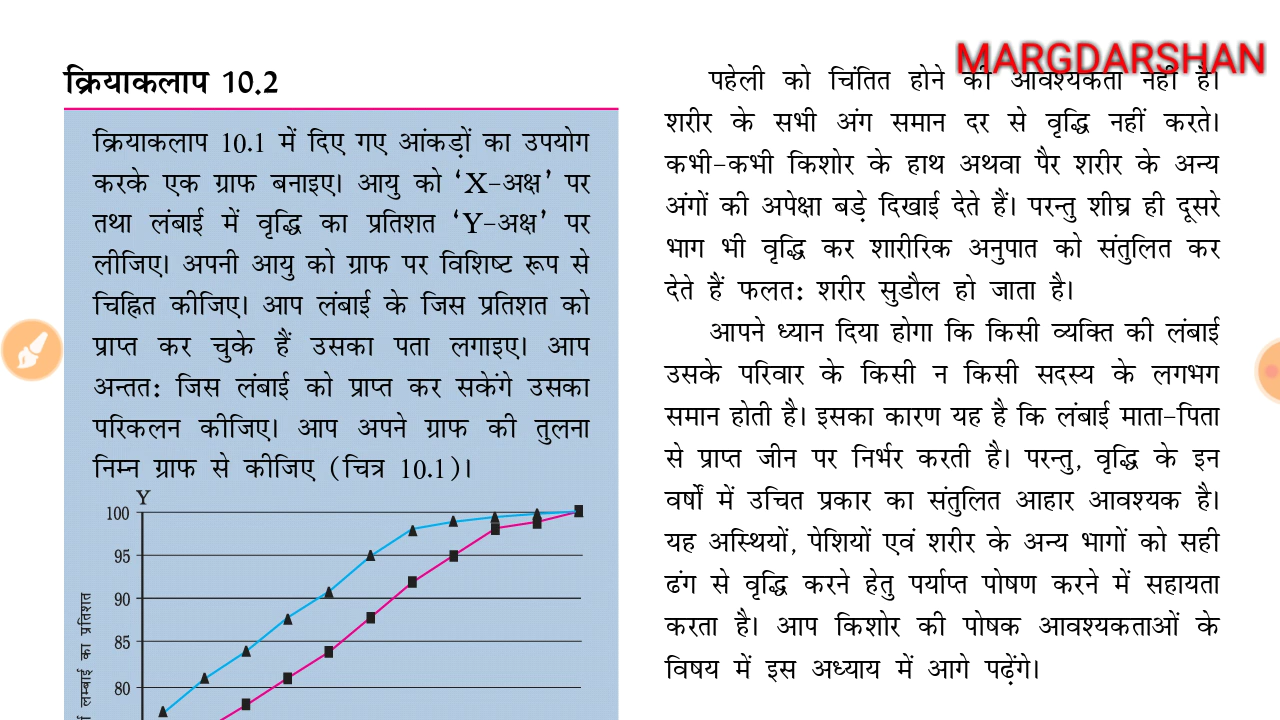 MARGDARSHAN
क्रियाकलाप 10.2
क्रियाकलाप 10.1 में दिए गए आंकड़ों का उपयोग
करके एक ग्राफ बनाइए। आयु को ‘X-अक्ष’ पर
तथा लंबाई में वृद्धि का प्रतिशत ‘Y-अक्ष’ पर
लीजिए। अपनी आयु को ग्राफ पर विशिष्ट रूप से
चिह्नित कीजिए। आप लंबाई के जिस प्रतिशत को
प्राप्त कर चुके हैं उसका पता लगाइए। आप
अन्ततः जिस लंबाई को प्राप्त कर सकेंगे उसका
परिकलन कीजिए। आप अपने ग्राफ की तुलना
निम्न ग्राफ से कीजिए (चित्र 10.1)।
Y
100
95
90
85
80
लम्बाई का प्रतिशत
पहेली को चिंतित होने की आवश्यकता नहीं है।
शरीर के सभी अंग समान दर से वृद्धि नहीं करते।
कभी-कभी किशोर के हाथ अथवा पैर शरीर के अन्य
अंगों की अपेक्षा बड़े दिखाई देते हैं। परन्तु शीघ्र ही दूसरे
भाग भी वृद्धि कर शारीरिक अनुपात को संतुलित कर
देते हैं फलतः शरीर सुडौल हो जाता है।
आपने ध्यान दिया होगा कि किसी व्यक्ति की लंबाई
उसके परिवार के किसी न किसी सदस्य के लगभग
समान होती है। इसका कारण यह है कि लंबाई माता-पिता
से प्राप्त जीन पर निर्भर करती है। परन्तु, वृद्धि के इन
वर्षों में उचित प्रकार का संतुलित आहार आवश्यक है।
यह अस्थियों, पेशियों एवं शरीर के अन्य भागों को सही
ढंग से वृद्धि करने हेतु पर्याप्त पोषण करने में सहायता
करता है। आप किशोर की पोषक आवश्यकताओं के
विषय में इस अध्याय में आगे पढ़ेंगे।